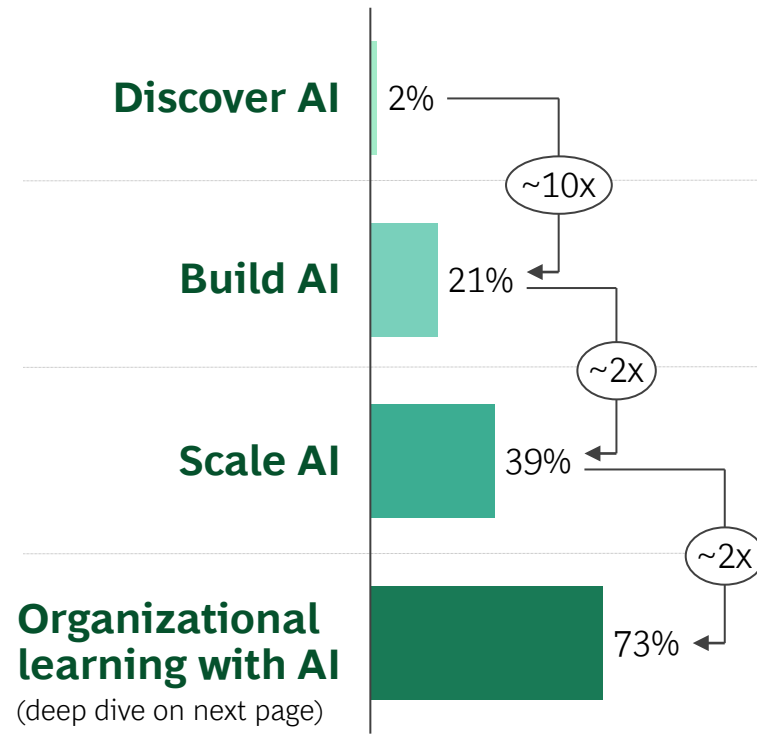 Discover AI
2%
~10x
Build AI
21%
~2x
Scale AI
39%
~2x
Organizational
learning with AI
73%
(deep dive on next page)